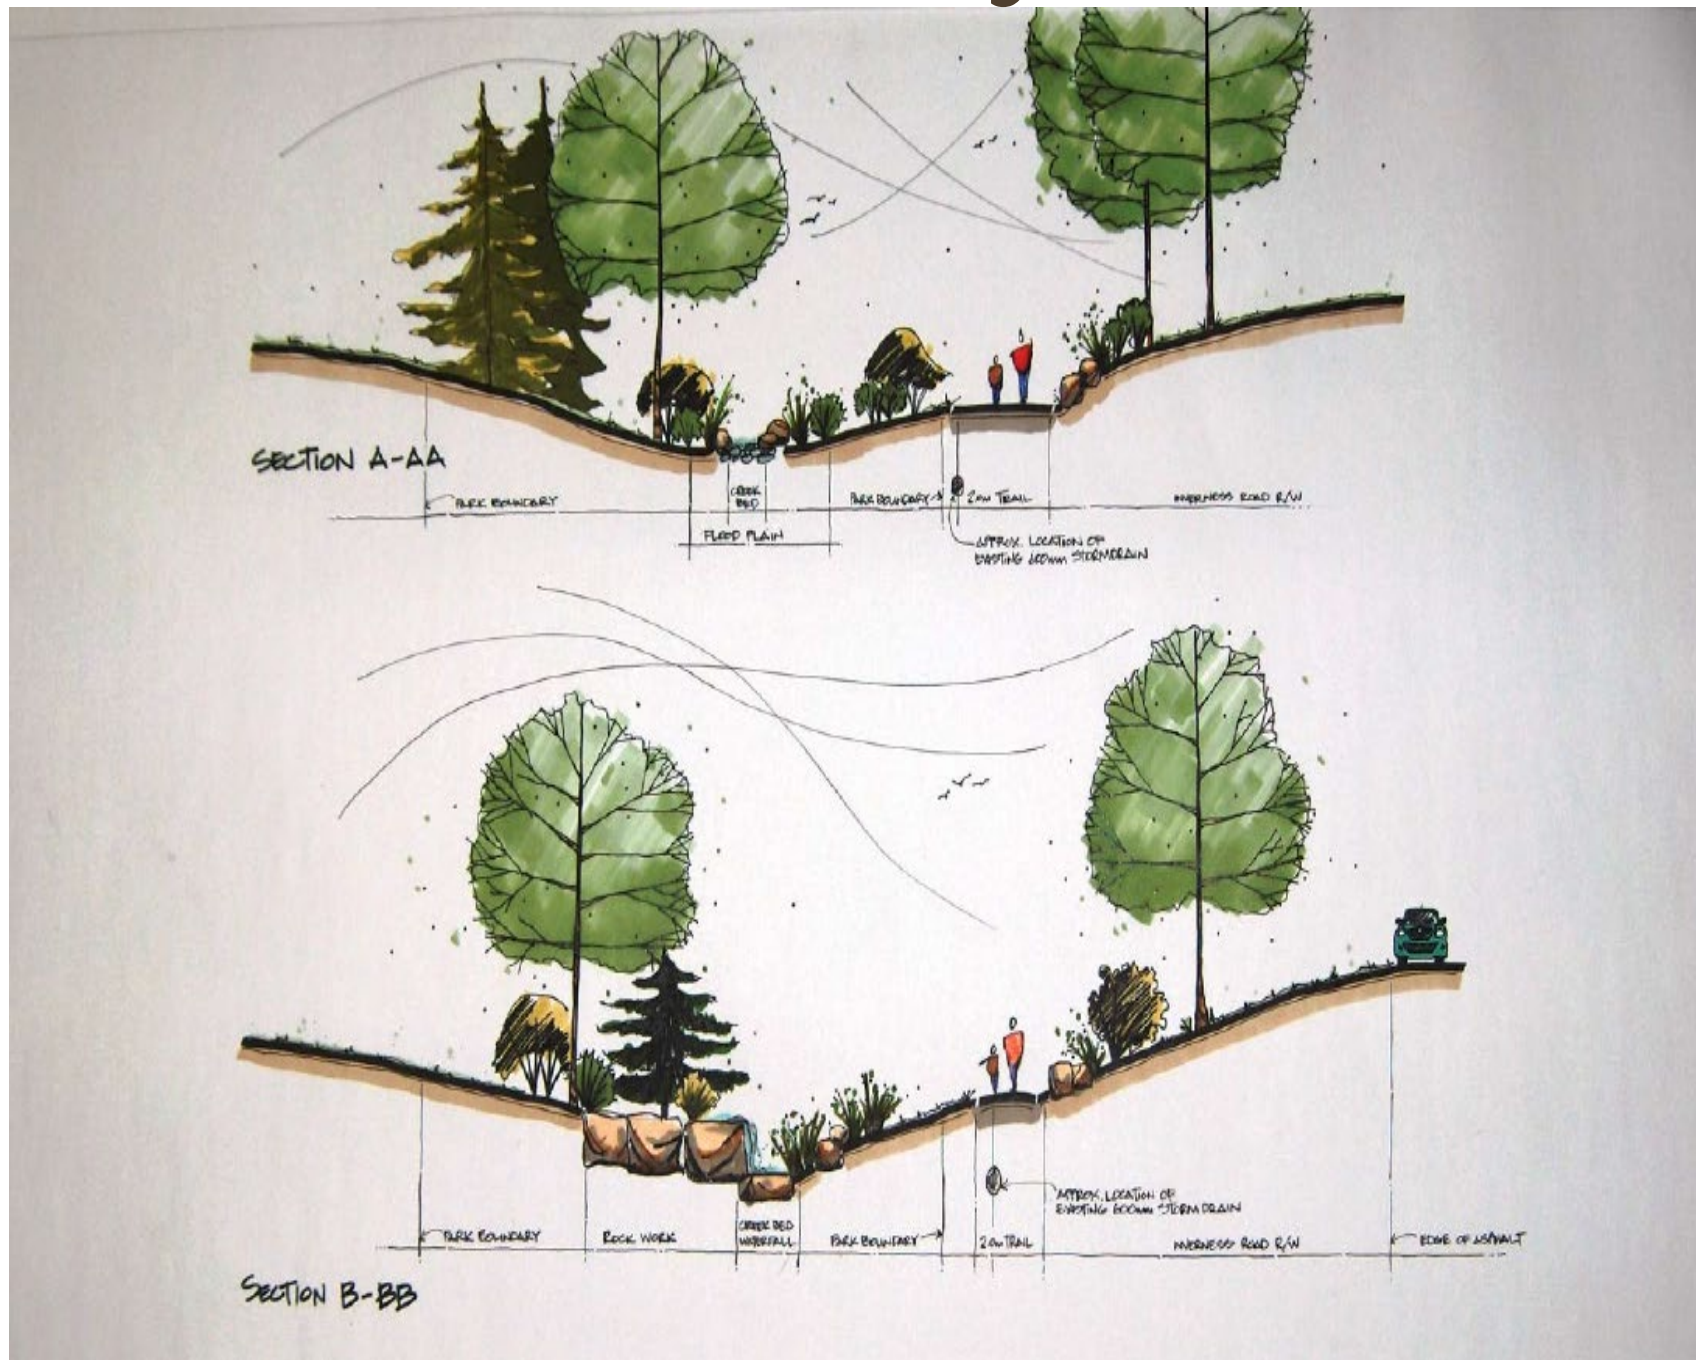 SECTION A-AA
PARK BOUNDARY
CREEK
BED
PARK BOUNDARY
2.0m TRAIL
INVERNESS ROAD R/W
FLOOD PLAIN
APPROX. LOCATION OF
EXISTING 600mm STORMDRAIN
APPROX. LOCATION OF
EXISTING 600mm STORM DRAIN
PARK BOUNDARY
ROCK WORK
CREEK BED
WATERFALL
PARK BOUNDARY
2.0m TRAIL
INVERNESS ROAD R/W
EDGE OF ASPHALT
SECTION B-BB